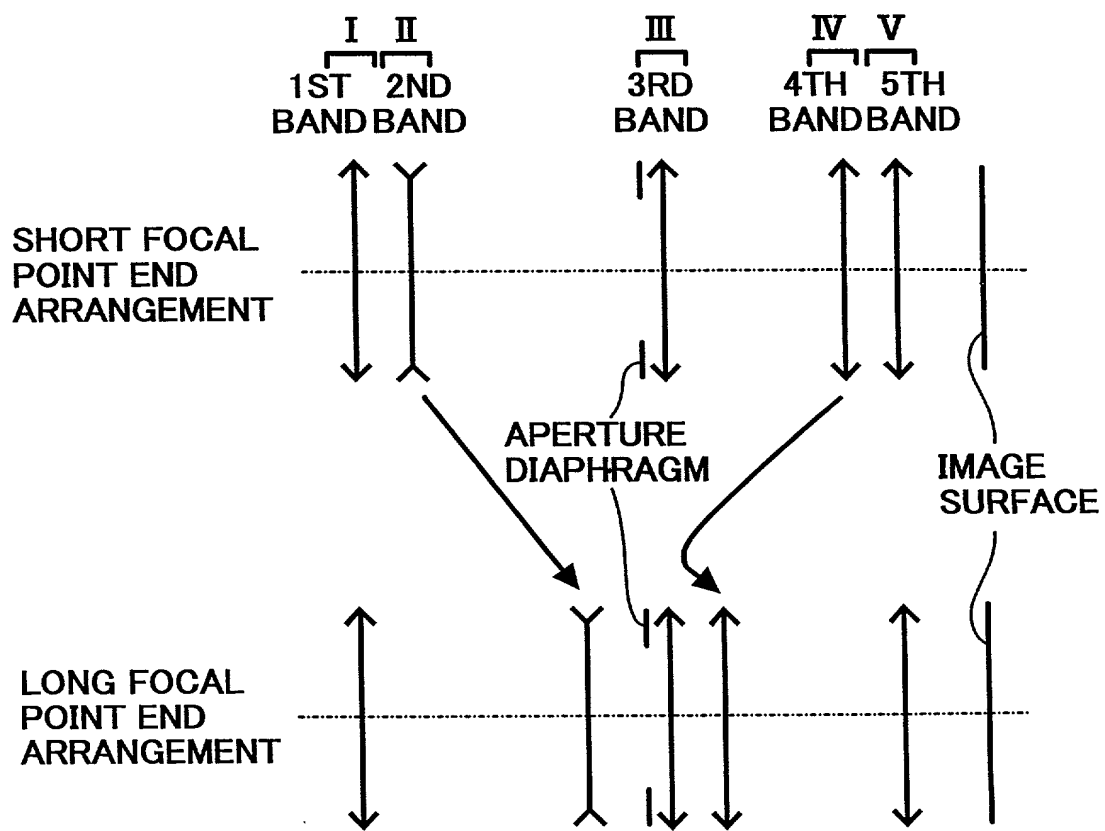 I II III IV V
1ST 2ND 3RD 4TH 5TH
BAND BAND BAND BAND BAND
SHORT FOCAL
POINT END
ARRANGEMENT
APERTURE
DIAPHRAGM
IMAGE
SURFACE
LONG FOCAL
POINT END
ARRANGEMENT